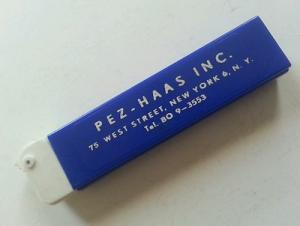 PEZ-HAAS INC.
75 WEST STREET, NEW YORK 6, N. Y.
Tel. BO 9-3553